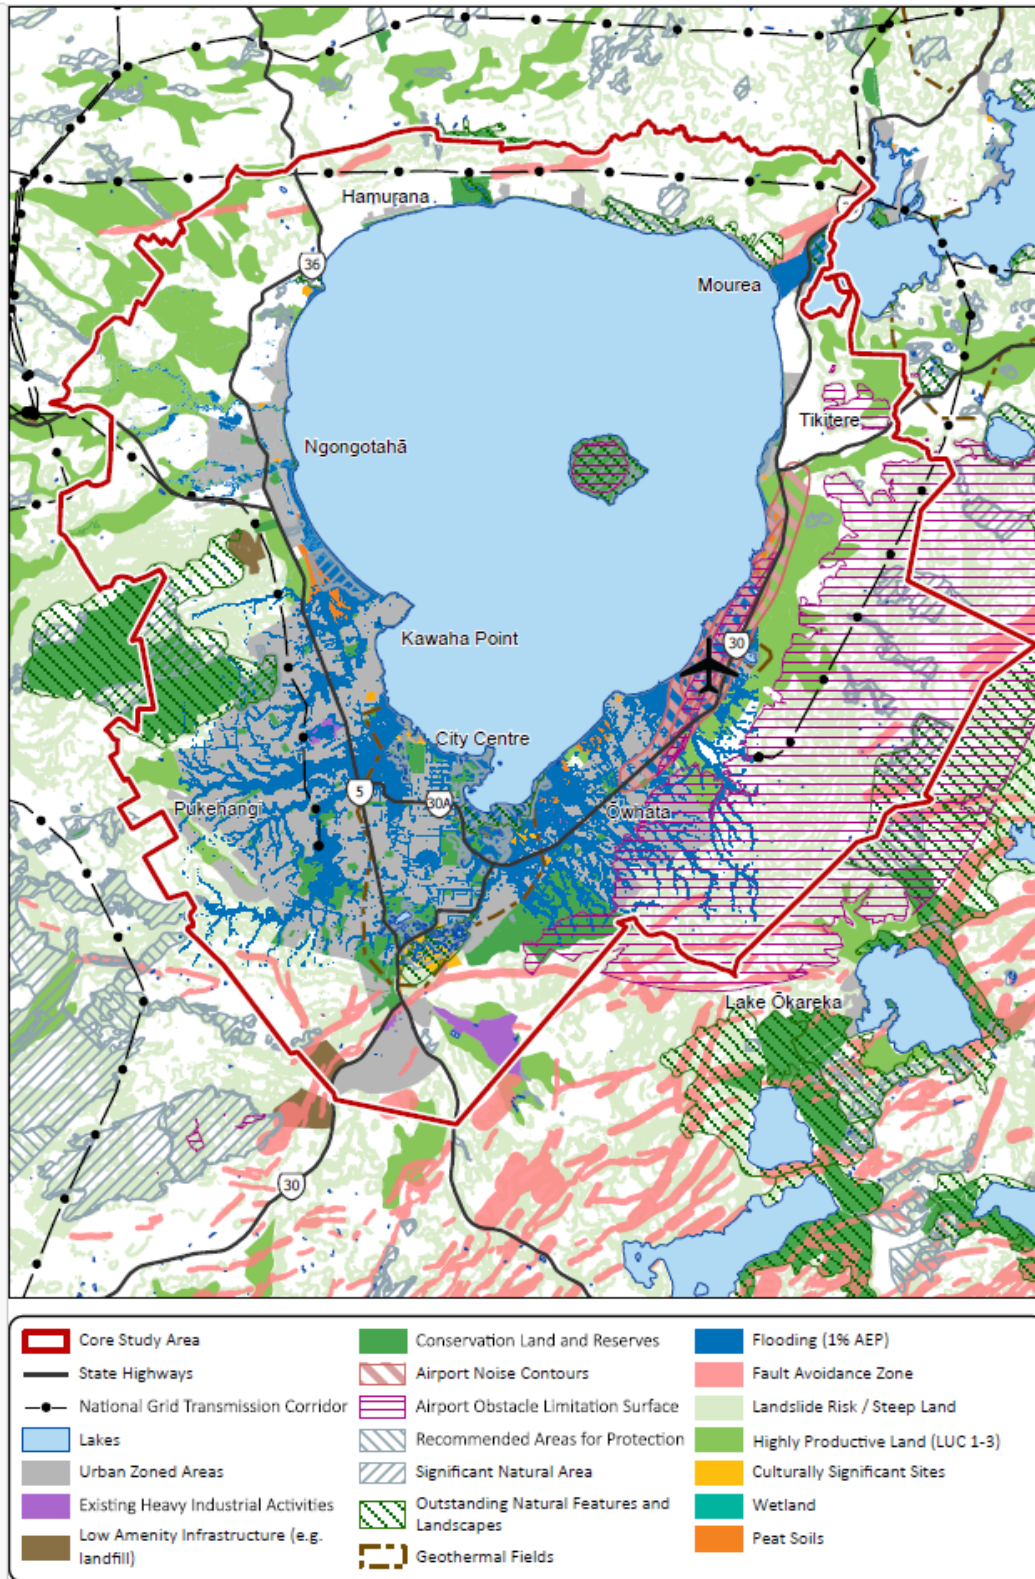 Hamurana
36
Mourea
Tikitere
Ngongotahā
Kawaha Point
30
City Centre
5
30A
Pukehangi
Ōwhata
Lake Ōkareka
30
Core Study Area
State Highways
National Grid Transmission Corridor
Lakes
Urban Zoned Areas
Existing Heavy Industrial Activities
Low Amenity Infrastructure (e.g.
landfill)
Conservation Land and Reserves
Airport Noise Contours
Airport Obstacle Limitation Surface
Recommended Areas for Protection
Significant Natural Area
Outstanding Natural Features and
Landscapes
Geothermal Fields
Flooding (1% AEP)
Fault Avoidance Zone
Landslide Risk / Steep Land
Highly Productive Land (LUC 1-3)
Culturally Significant Sites
Wetland
Peat Soils